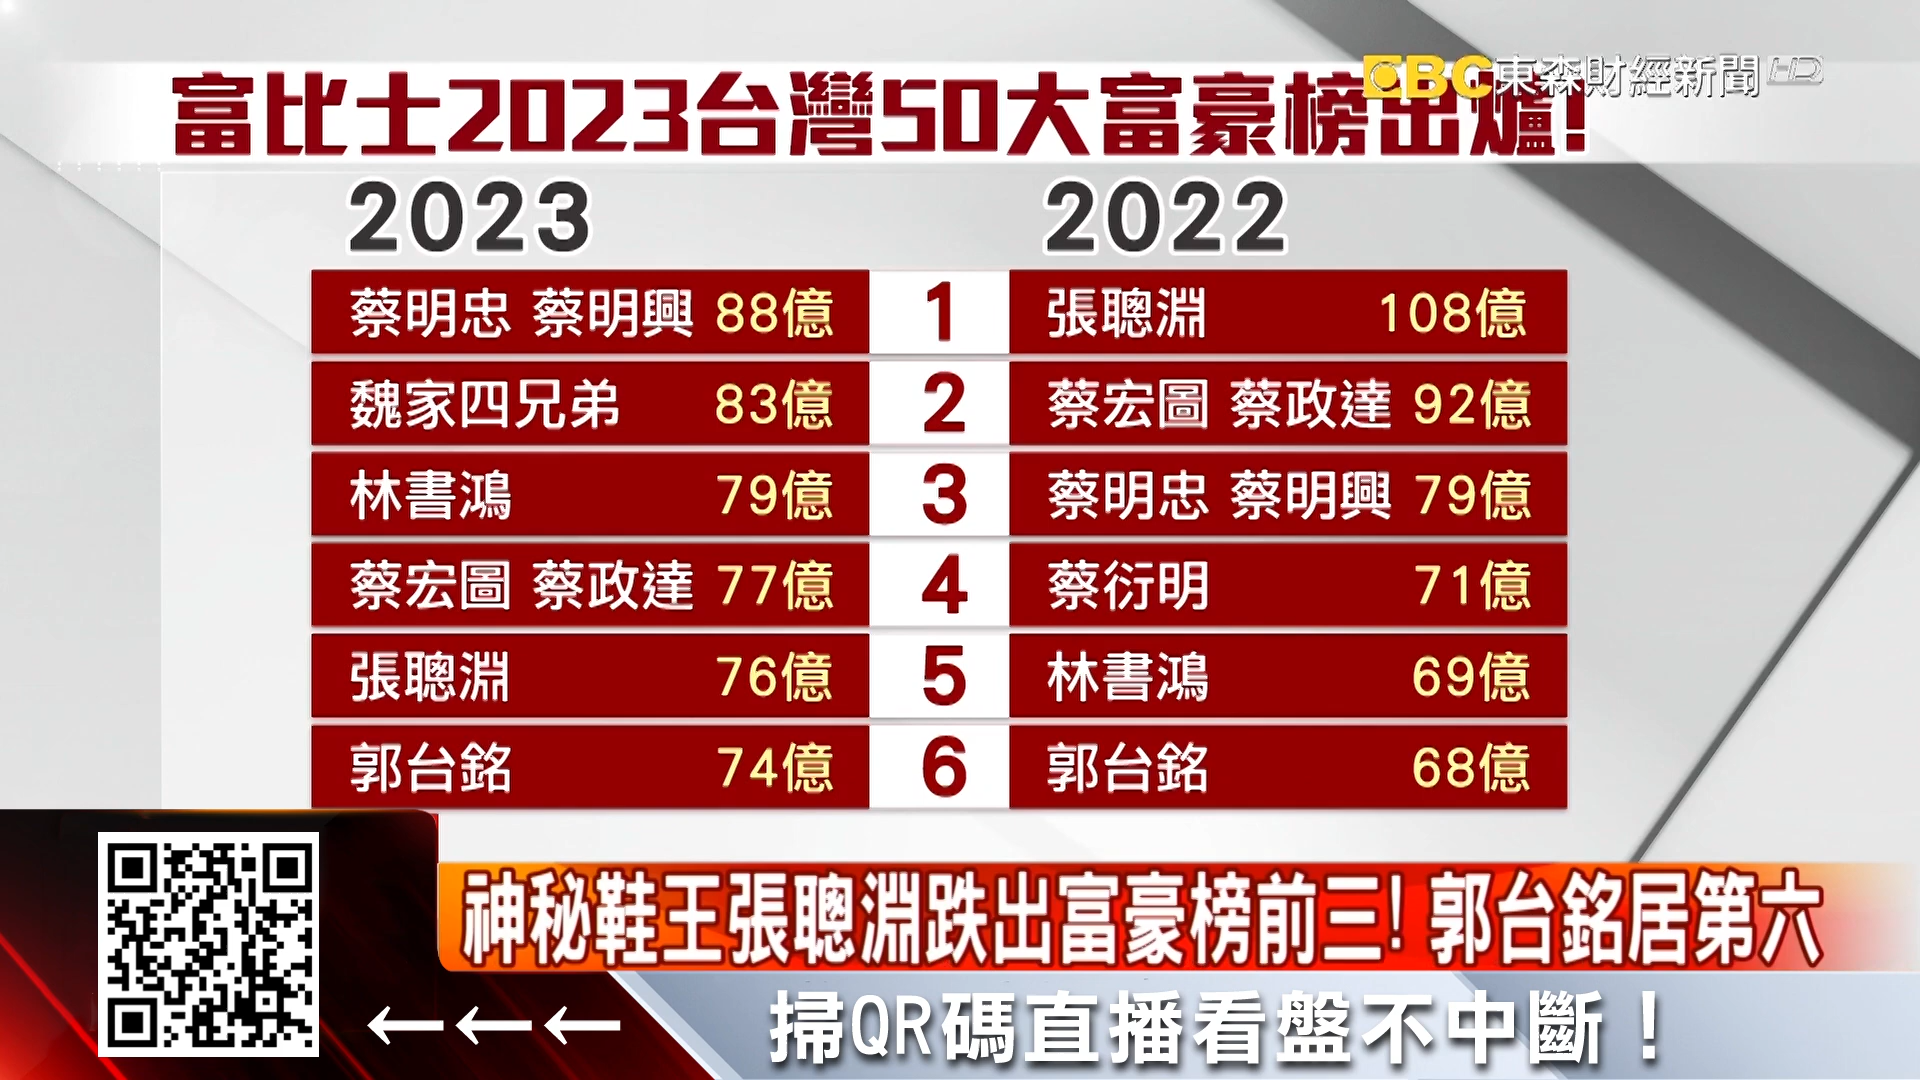 EBC東森財經新聞HD
富比士2023台灣50大富豪榜出爐!
2023 2022
蔡明忠 蔡明興 88億 1 張聰淵 108億
魏家四兄弟 83億 2 蔡宏圖 蔡政達 92億
林書鴻 79億 3 蔡明忠 蔡明興 79億
蔡宏圖 蔡政達 77億 4 蔡衍明 71億
張聰淵 76億 5 林書鴻 69億
郭台銘 74億 6 郭台銘 68億
神秘鞋王張聰淵跌出富豪榜前三! 郭台銘居第六
←←← 掃QR碼直播看盤不中斷！